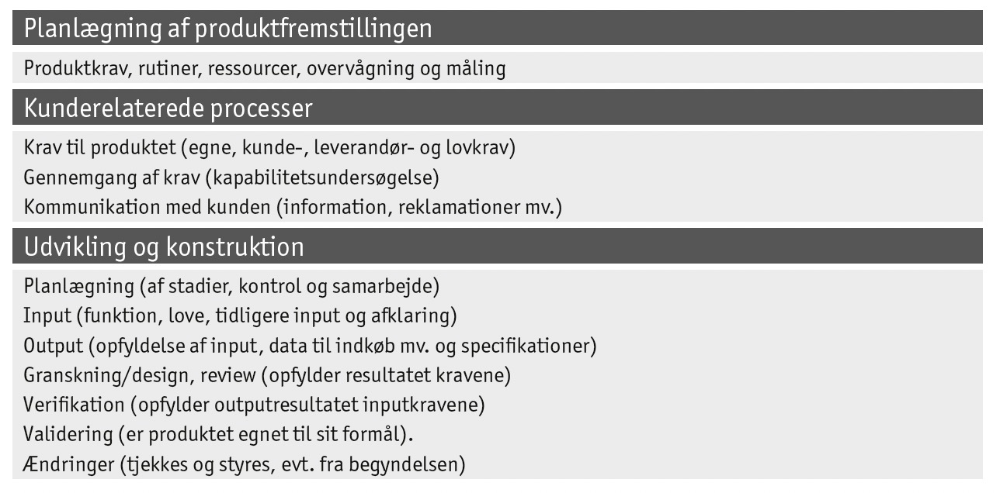 Planlægning af produktfremstillingen
Produktkrav, rutiner, ressourcer, overvågning og måling
Kunderelaterede processer
Krav til produktet (egne, kunde-, leverandør- og lovkrav)
Gennemgang af krav (kapabilitetsundersøgelse)
Kommunikation med kunden (information, reklamationer mv.)
Udvikling og konstruktion
Planlægning (af stadier, kontrol og samarbejde)
Input (funktion, love, tidligere input og afklaring)
Output (opfyldelse af input, data til indkøb mv. og specifikationer)
Granskning/design, review (opfylder resultatet kravene)
Verifikation (opfylder outputresultatet inputkravene)
Validering (er produktet egnet til sit formål).
Ændringer (tjekkes og styres, evt. fra begyndelsen)